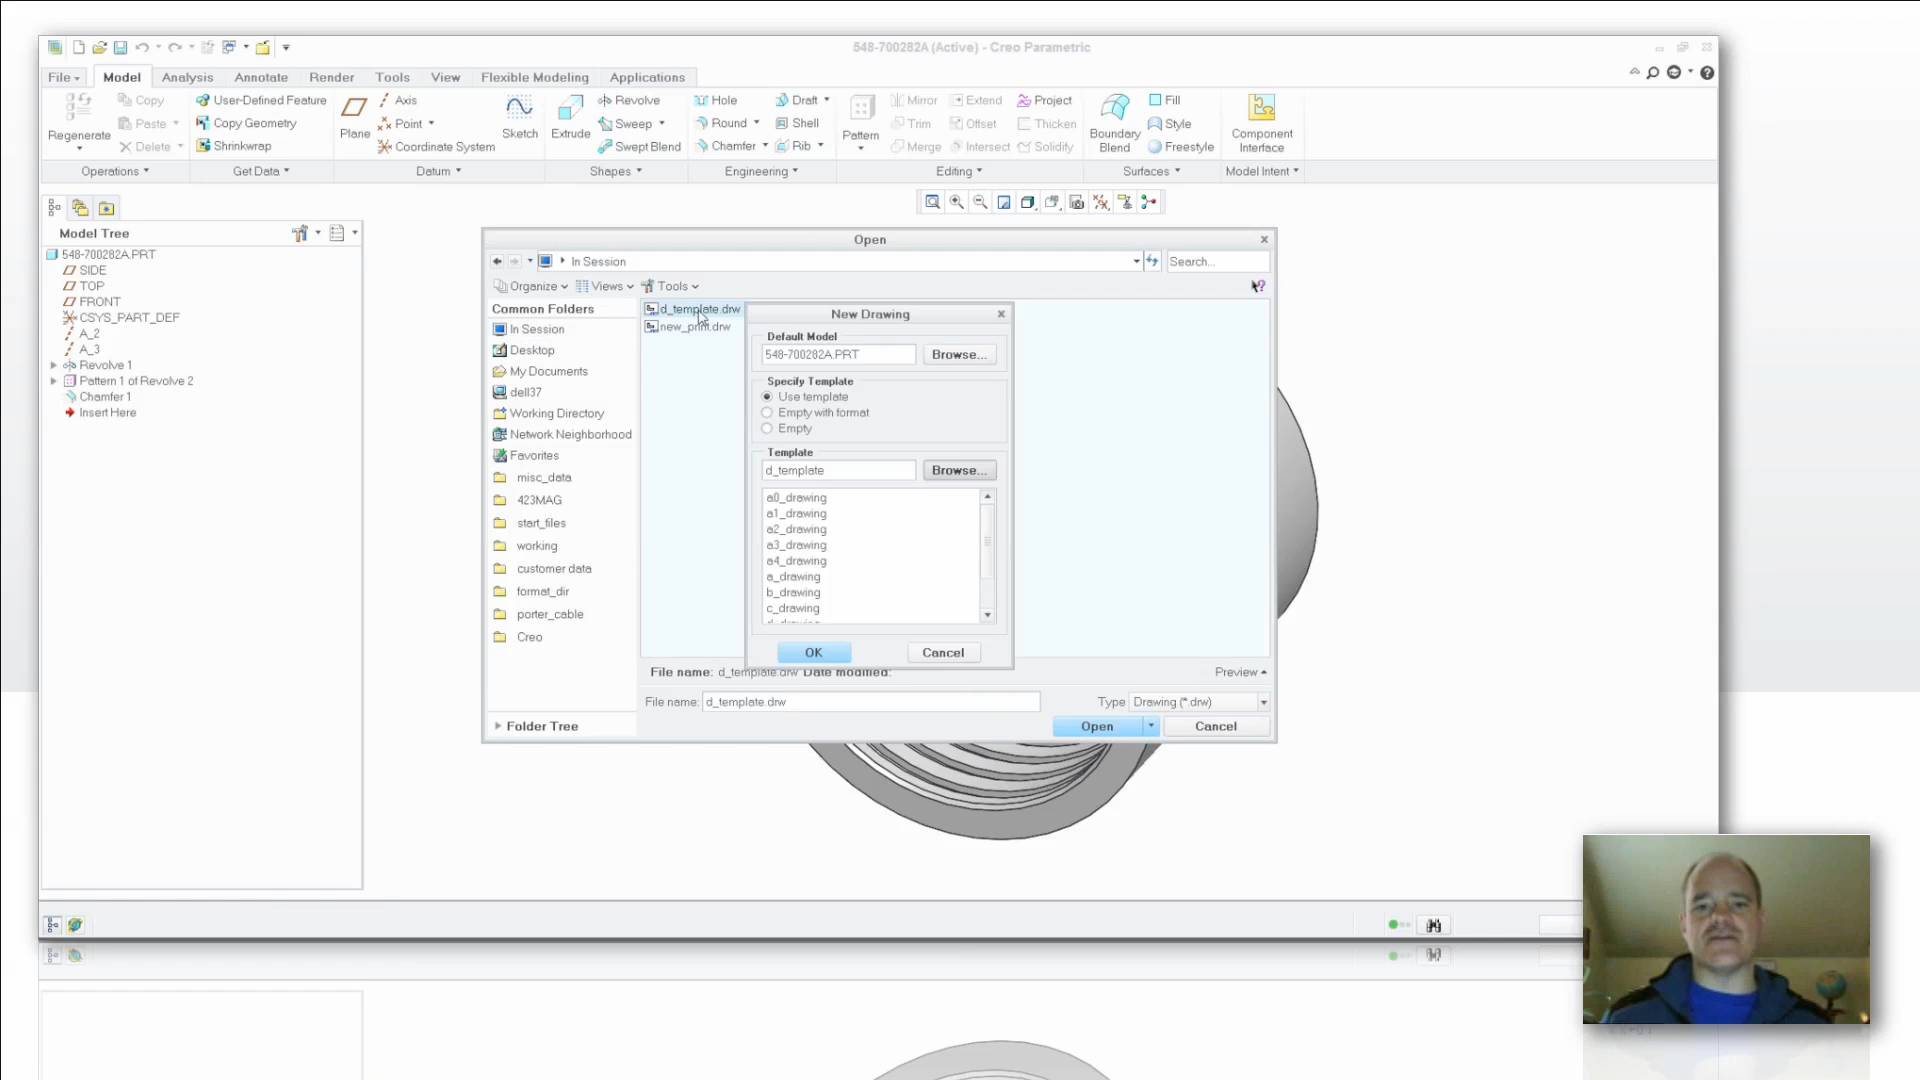 548-700282A (Active) - Creo Parametric
File Model Analysis Annotate Render Tools View Flexible Modeling Applications
Regenerate Copy Paste Delete
User-Defined Feature
Copy Geometry
Shrinkwrap
Plane Axis Point Coordinate System
Sketch Extrude Revolve Sweep Swept Blend
Hole Round Chamfer Draft Shell Rib
Pattern Mirror Trim Merge Extend Offset Intersect Project Thicken Solidify
Boundary Blend Fill Style Freestyle
Component Interface
Operations Get Data Datum Shapes Engineering Editing Surfaces Model Intent
Model Tree
548-700282A.PRT
SIDE
TOP
FRONT
CSYS_PART_DEF
A_2
A_3
Revolve 1
Pattern 1 of Revolve 2
Chamfer 1
Insert Here
Open
In Session
Search...
Organize Views Tools
Common Folders
In Session
Desktop
My Documents
dell37
Working Directory
Network Neighborhood
Favorites
misc_data
423MAG
start_files
working
customer data
format_dir
porter_cable
Creo
Folder Tree
d_template.drw
new_print.drw
New Drawing
Default Model
548-700282A.PRT Browse...
Specify Template
Use template
Empty with format
Empty
Template
d_template Browse...
a0_drawing
a1_drawing
a2_drawing
a3_drawing
a4_drawing
a_drawing
b_drawing
c_drawing
OK Cancel
File name: d_template.drw Date modified: Preview
File name: d_template.drw Type Drawing (*.drw)
Open Cancel